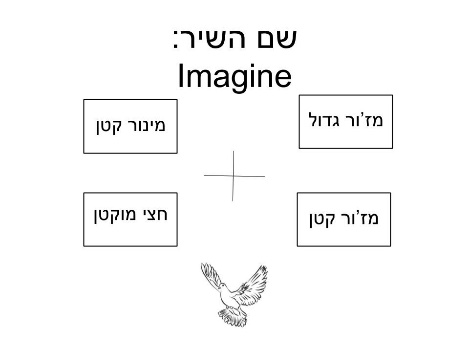 שם השיר:
Imagine
מז'ור גדול
מינור קטן
מז'ור קטן
חצי מוקטן